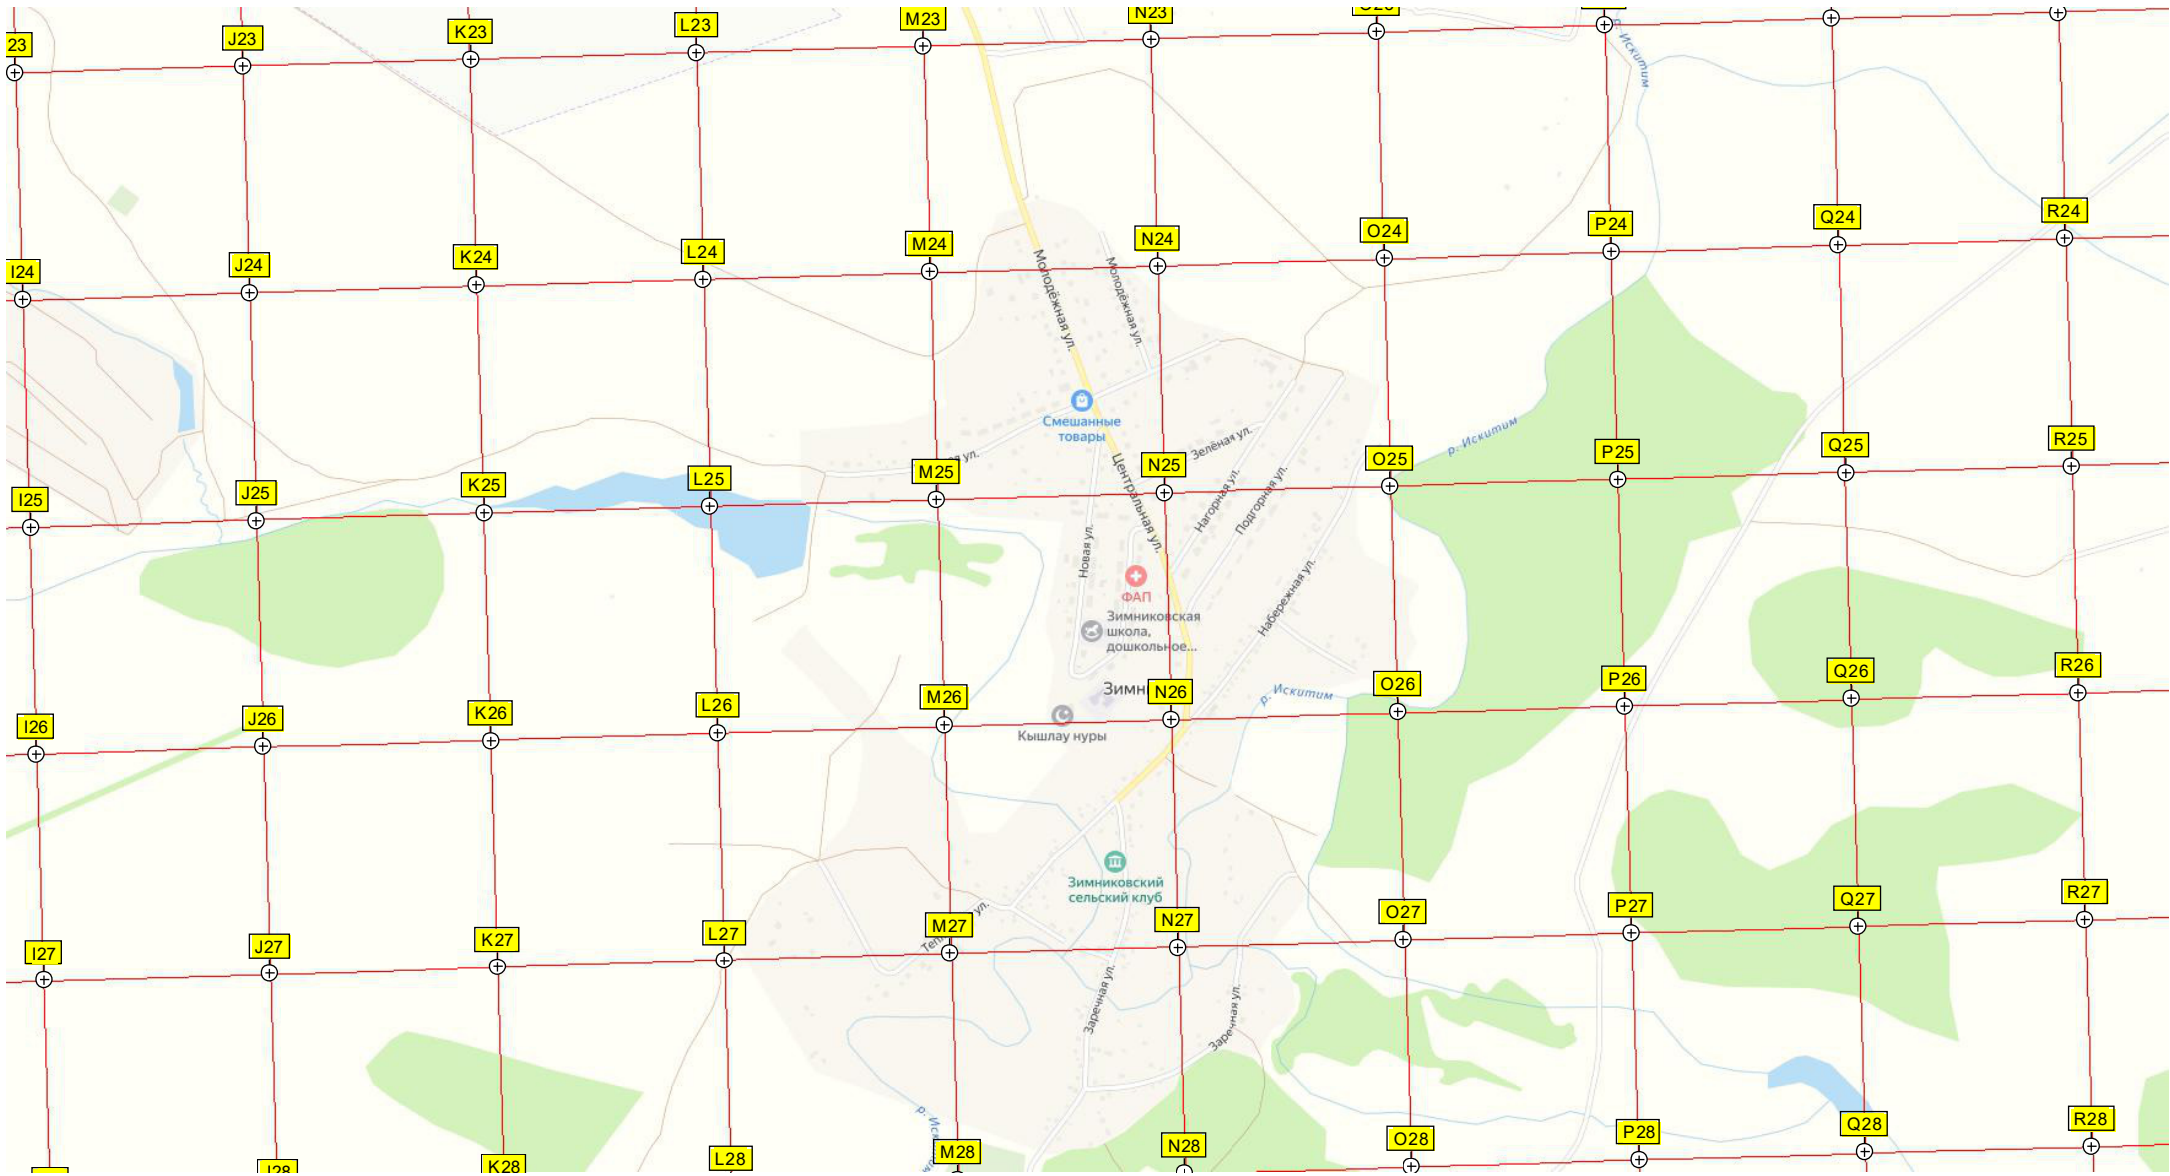 23
J23
K23
L23
M23
N23
р. Искитим
I24
J24
K24
L24
M24
N24
O24
P24
Q24
R24
Молодёжная ул.
Молодёжная ул.
Смешанные
товары
Зелёная ул.
р. Искитим
I25
J25
K25
L25
M25
ул.
N25
O25
P25
Q25
R25
Центральная ул.
Нагорная ул.
Подгорная ул.
Новая ул.
ФАП
Набережная ул.
Зимниковская
школа,
дошкольное...
I26
J26
K26
L26
M26
N26
O26
P26
Q26
R26
р. Искитим
Кышлау нуры
Зимниковский
сельский клуб
I27
J27
K27
L27
M27
ул.
N27
O27
P27
Q27
R27
Заречная ул.
Заречная ул.
J28
K28
L28
M28
N28
O28
P28
Q28
R28